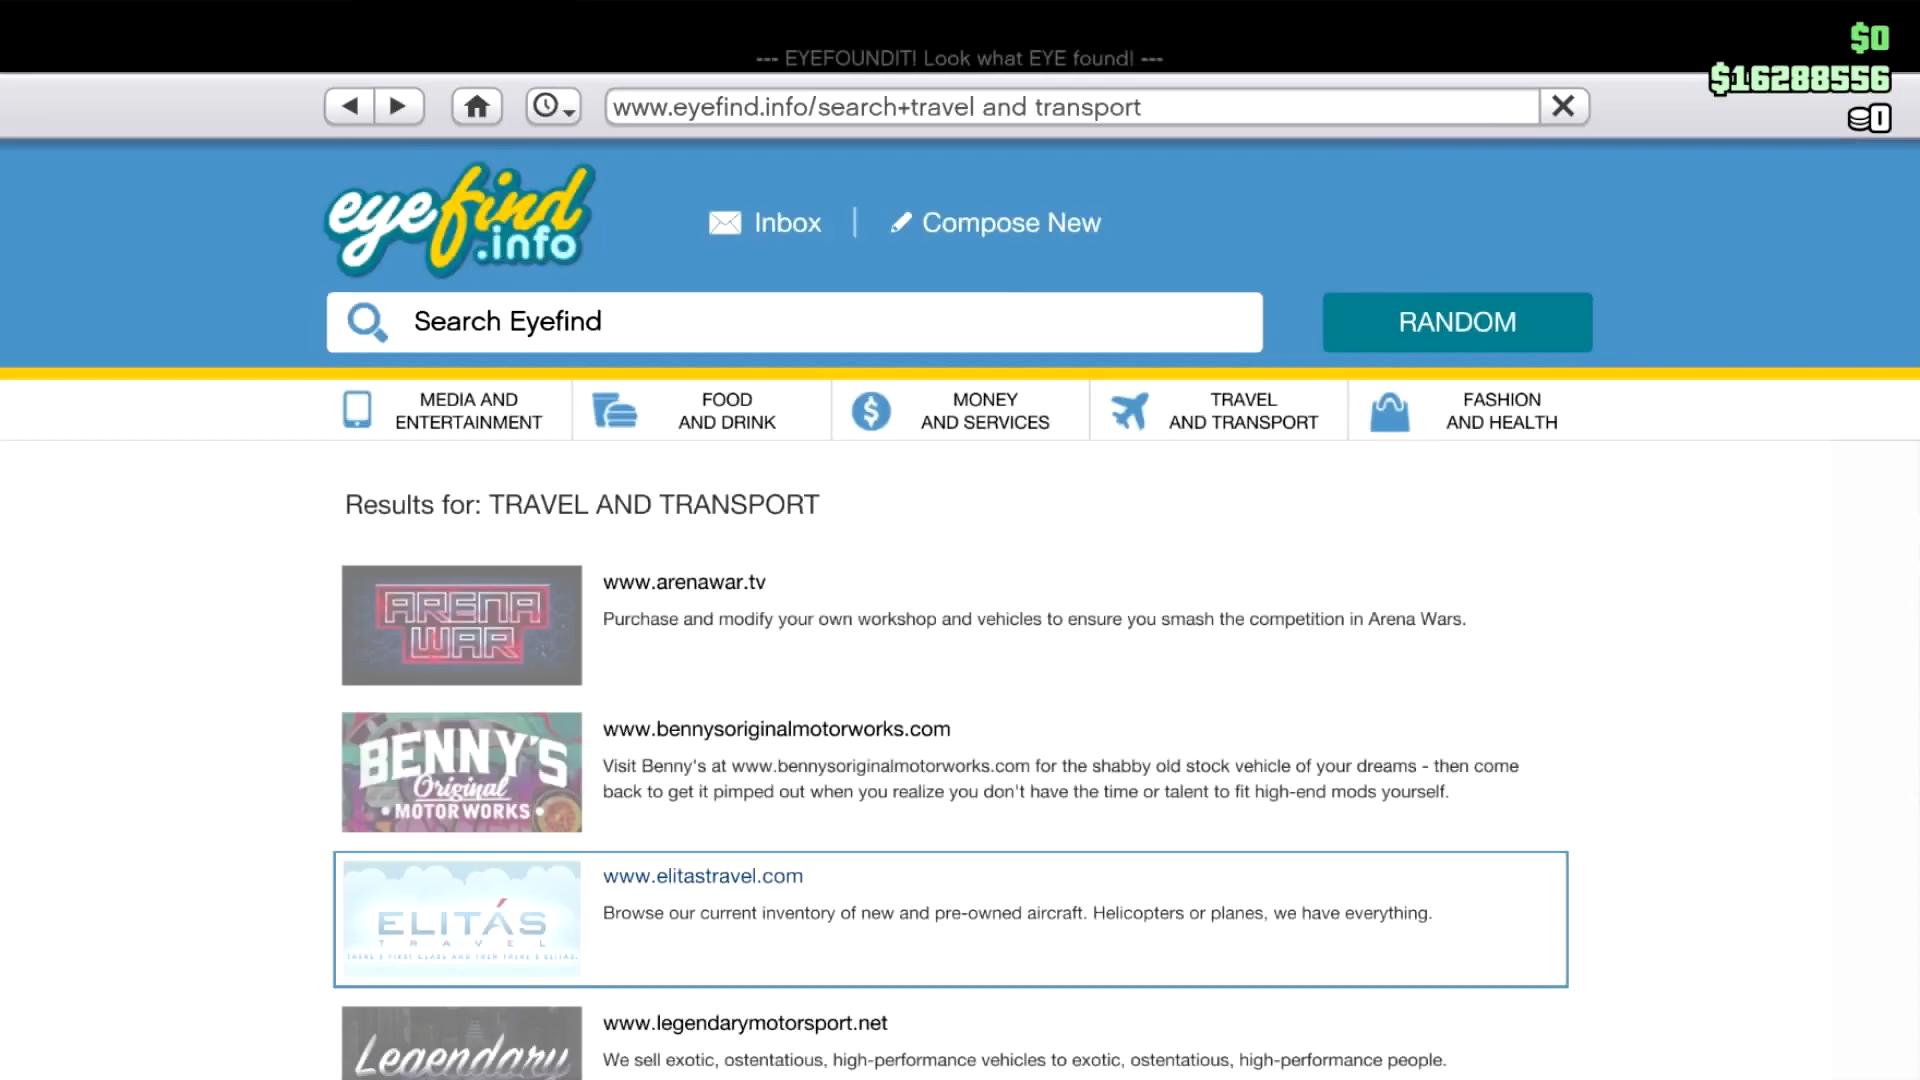 $0
--- EYEFOUNDIT! Look what EYE found! ---
$16288556
0
www.eyefind.info/search+travel and transport
eyefind
.info
Inbox | Compose New
Search Eyefind
RANDOM
MEDIA AND
ENTERTAINMENT
FOOD
AND DRINK
MONEY
AND SERVICES
TRAVEL
AND TRANSPORT
FASHION
AND HEALTH
Results for: TRAVEL AND TRANSPORT
ARENA
WAR
www.arenawar.tv
Purchase and modify your own workshop and vehicles to ensure you smash the competition in Arena Wars.
BENNY'S
Original
• MOTOR WORKS •
www.bennysoriginalmotorworks.com
Visit Benny's at www.bennysoriginalmotorworks.com for the shabby old stock vehicle of your dreams - then come
back to get it pimped out when you realize you don't have the time or talent to fit high-end mods yourself.
ELITÁS
TRAVEL
THERE'S FIRST CLASS AND THEN THERE'S ELITAS.
www.elitastravel.com
Browse our current inventory of new and pre-owned aircraft. Helicopters or planes, we have everything.
Legendary
www.legendarymotorsport.net
We sell exotic, ostentatious, high-performance vehicles to exotic, ostentatious, high-performance people.